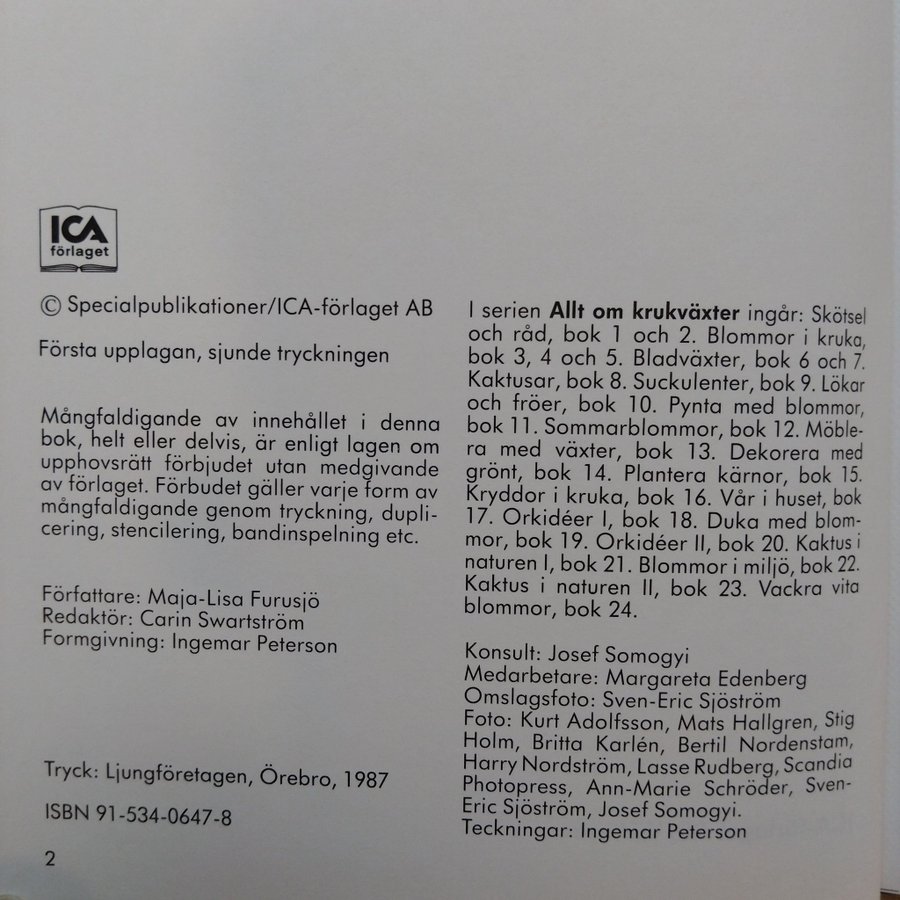 ICA
förlaget
© Specialpublikationer/ICA-förlaget AB
Första upplagan, sjunde tryckningen
Mångfaldigande av innehållet i denna
bok, helt eller delvis, är enligt lagen om
upphovsrätt förbjudet utan medgivande
av förlaget. Förbudet gäller varje form av
mångfaldigande genom tryckning, dupli-
cering, stencilering, bandinspelning etc.
Författare: Maja-Lisa Furusjö
Redaktör: Carin Swartström
Formgivning: Ingemar Peterson
Tryck: Ljungföretagen, Örebro, 1987
ISBN 91-534-0647-8
2
I serien Allt om krukväxter ingår: Skötsel
och råd, bok 1 och 2. Blommor i kruka,
bok 3, 4 och 5. Bladväxter, bok 6 och 7.
Kaktusar, bok 8. Suckulenter, bok 9. Lökar
och fröer, bok 10. Pynta med blommor,
bok 11. Sommarblommor, bok 12. Möble-
ra med växter, bok 13. Dekorera med
grönt, bok 14. Plantera kärnor, bok 15.
Kryddor i kruka, bok 16. Vår i huset, bok
17. Orkidéer I, bok 18. Duka med blom-
mor, bok 19. Orkidéer II, bok 20. Kaktus i
naturen I, bok 21. Blommor i miljö, bok 22.
Kaktus i naturen II, bok 23. Vackra vita
blommor, bok 24.
Konsult: Josef Somogyi
Medarbetare: Margareta Edenberg
Omslagsfoto: Sven-Eric Sjöström
Foto: Kurt Adolfsson, Mats Hallgren, Stig
Holm, Britta Karlén, Bertil Nordenstam,
Harry Nordström, Lasse Rudberg, Scandia
Photopress, Ann-Marie Schröder, Sven-
Eric Sjöström, Josef Somogyi.
Teckningar: Ingemar Peterson